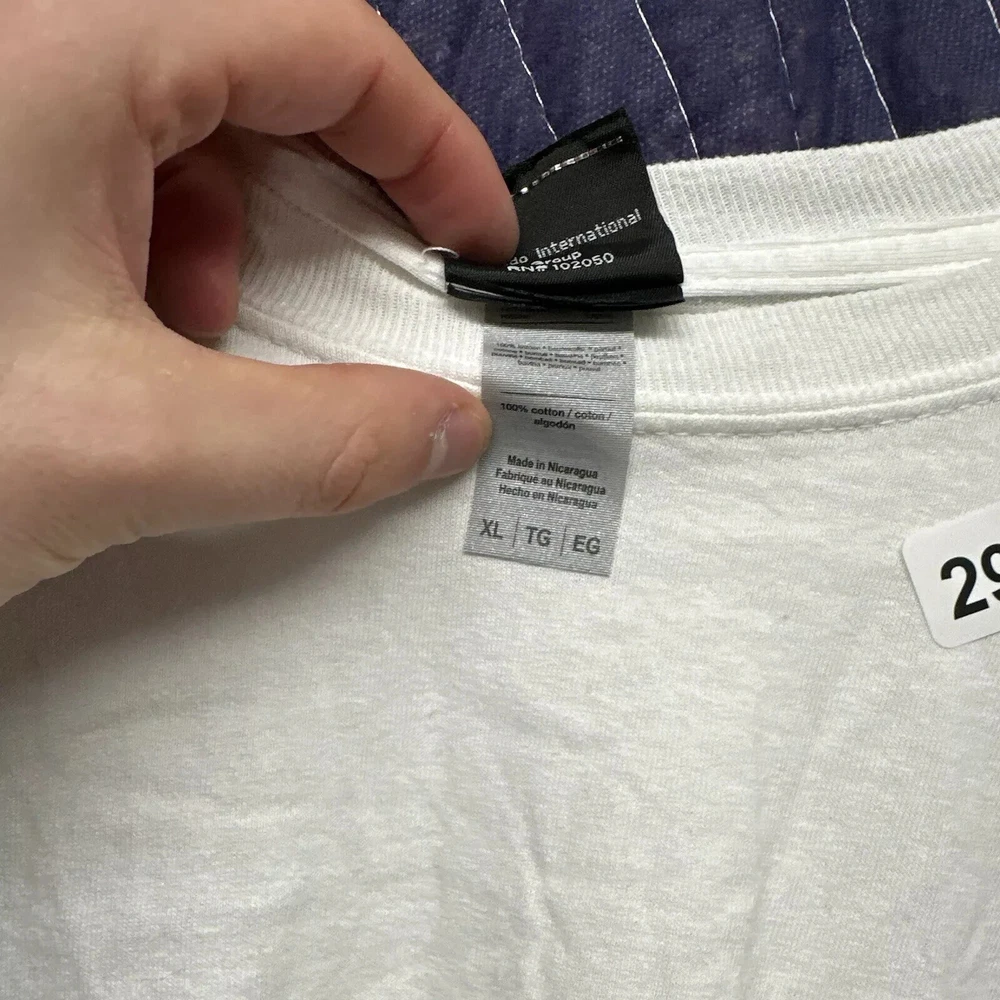 International
Group
RN# 102050
100% cotton / coton /
algodón
Made in Nicaragua
Fabriqué au Nicaragua
Hecho en Nicaragua
XL | TG | EG
29